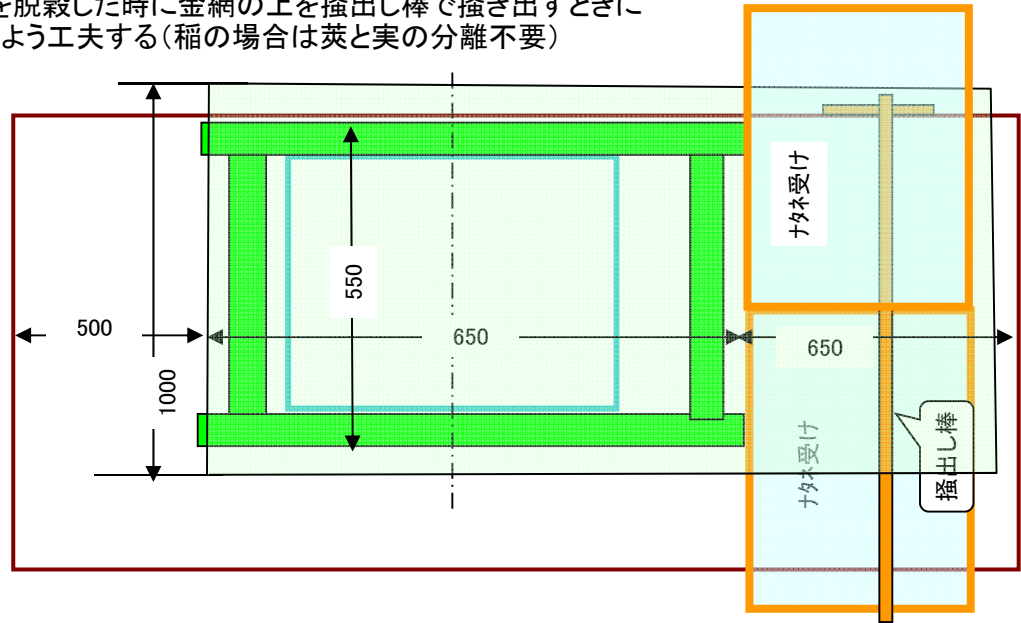 を脱穀した時に金網の上を掻出し棒で掻き出すときに
よう工夫する（稲の場合は莢と実の分離不要）
ﾅﾀﾈ受け
550
500
650
650
1000
ﾅﾀﾈ受け
掻出し棒